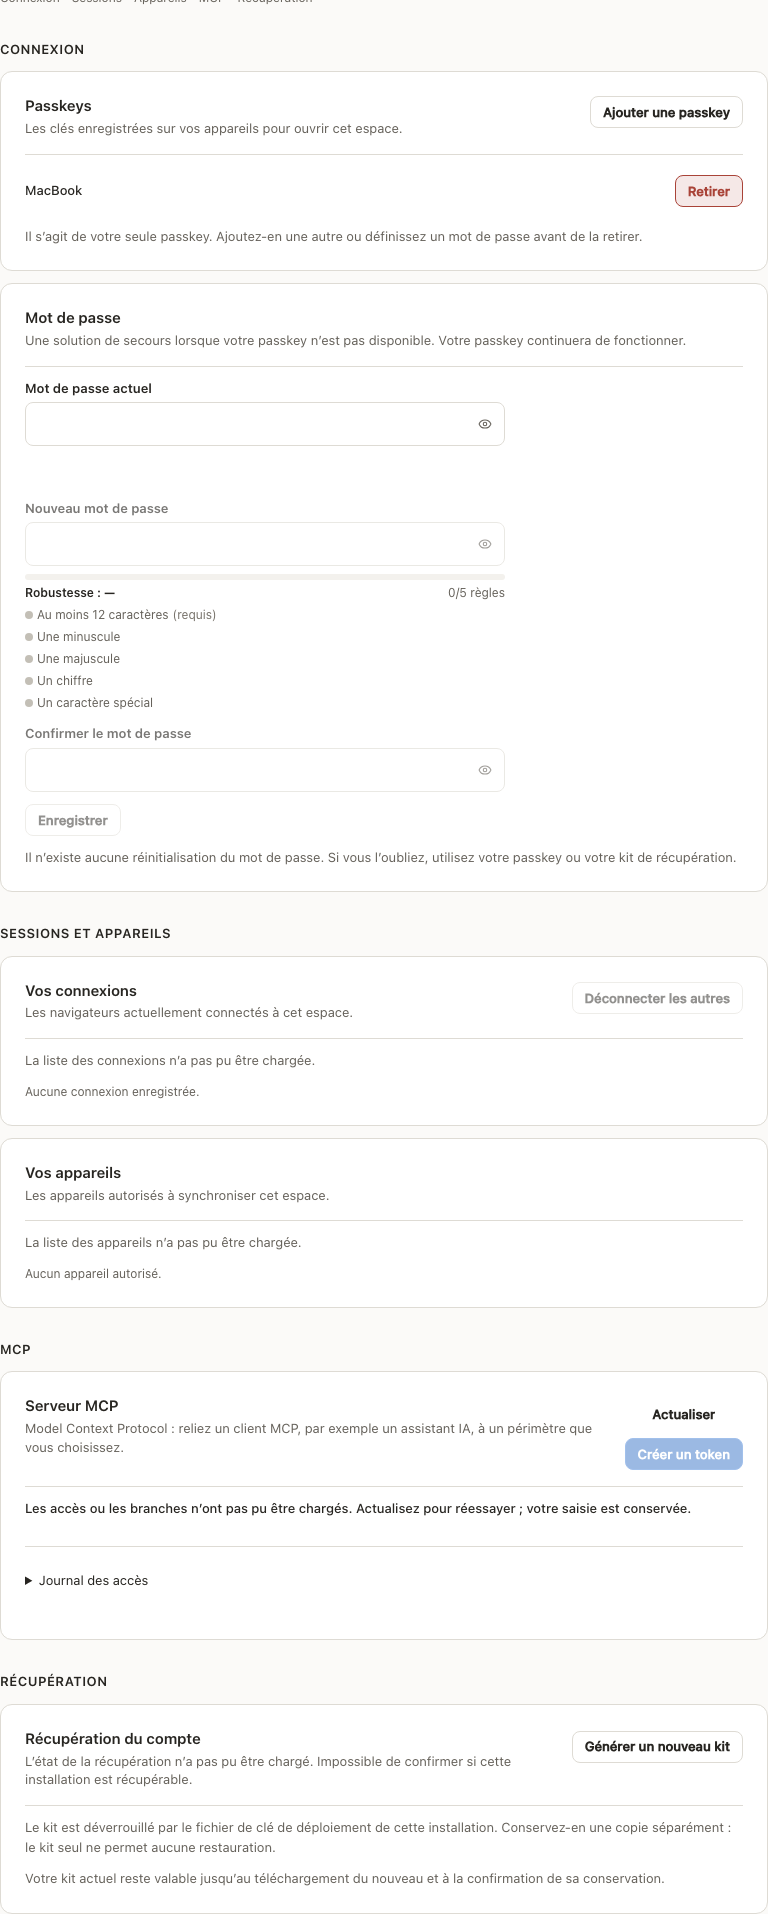 Connexion Sessions Appareils MCP Récupération
CONNEXION
Passkeys
Ajouter une passkey
Les clés enregistrées sur vos appareils pour ouvrir cet espace.
MacBook
Retirer
Il s’agit de votre seule passkey. Ajoutez-en une autre ou définissez un mot de passe avant de la retirer.
Mot de passe
Une solution de secours lorsque votre passkey n’est pas disponible. Votre passkey continuera de fonctionner.
Mot de passe actuel
Nouveau mot de passe
Robustesse : —
0/5 règles
Au moins 12 caractères (requis)
Une minuscule
Une majuscule
Un chiffre
Un caractère spécial
Confirmer le mot de passe
Enregistrer
Il n’existe aucune réinitialisation du mot de passe. Si vous l’oubliez, utilisez votre passkey ou votre kit de récupération.
SESSIONS ET APPAREILS
Vos connexions
Déconnecter les autres
Les navigateurs actuellement connectés à cet espace.
La liste des connexions n’a pas pu être chargée.
Aucune connexion enregistrée.
Vos appareils
Les appareils autorisés à synchroniser cet espace.
La liste des appareils n’a pas pu être chargée.
Aucun appareil autorisé.
MCP
Serveur MCP
Actualiser
Model Context Protocol : reliez un client MCP, par exemple un assistant IA, à un périmètre que
vous choisissez.
Créer un token
Les accès ou les branches n’ont pas pu être chargés. Actualisez pour réessayer ; votre saisie est conservée.
Journal des accès
RÉCUPÉRATION
Récupération du compte
Générer un nouveau kit
L’état de la récupération n’a pas pu être chargé. Impossible de confirmer si cette
installation est récupérable.
Le kit est déverrouillé par le fichier de clé de déploiement de cette installation. Conservez-en une copie séparément :
le kit seul ne permet aucune restauration.
Votre kit actuel reste valable jusqu’au téléchargement du nouveau et à la confirmation de sa conservation.